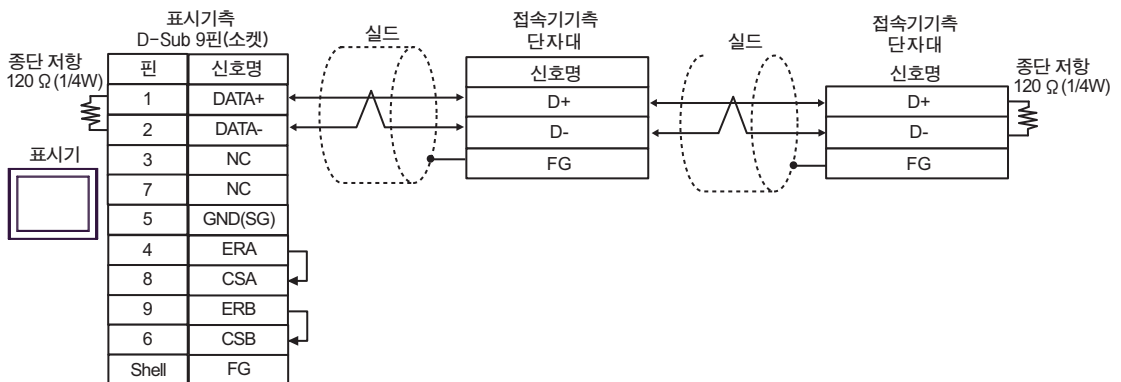 표시기측
D-Sub 9핀(소켓)
종단 저항
120 Ω (1/4W)
핀 신호명
1 DATA+
2 DATA-
3 NC
7 NC
5 GND(SG)
4 ERA
8 CSA
9 ERB
6 CSB
Shell FG
표시기
실드
접속기기측
단자대
신호명
D+
D-
FG
실드
접속기기측
단자대
신호명
D+
D-
FG
종단 저항
120 Ω (1/4W)